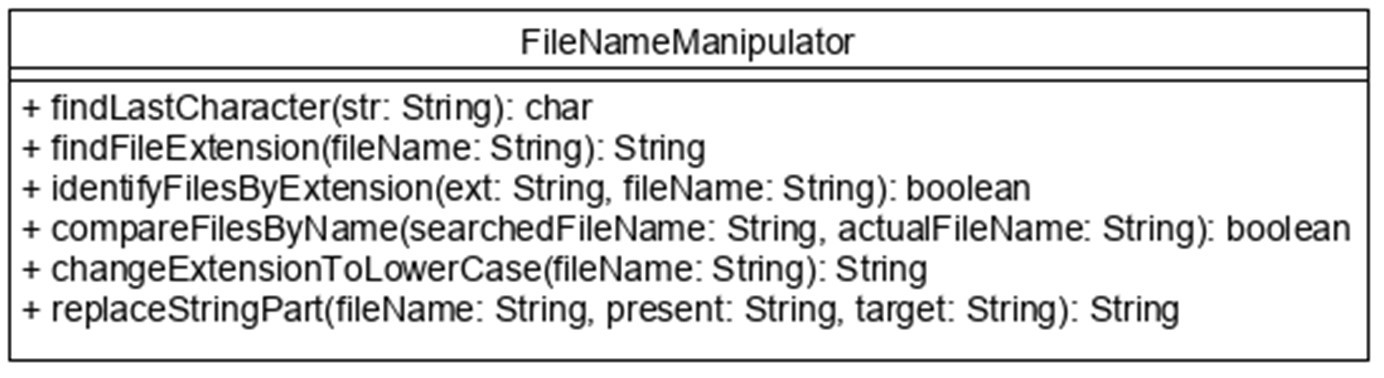 FileNameManipulator
+ findLastCharacter(str: String): char
+ findFileExtension(fileName: String): String
+ identifyFilesByExtension(ext: String, fileName: String): boolean
+ compareFilesByName(searchedFileName: String, actualFileName: String): boolean
+ changeExtensionToLowerCase(fileName: String): String
+ replaceStringPart(fileName: String, present: String, target: String): String